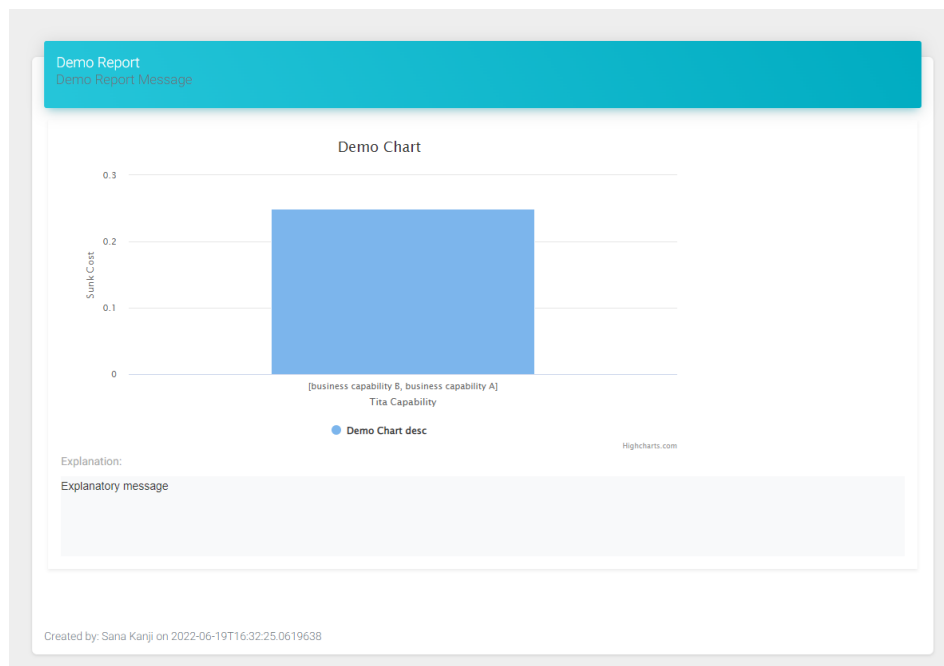 Demo Report
Demo Report Message
Demo Chart
0.3
0.2
0.1
0
Sunk Cost
[business capability B, business capability A]
Tita Capability
Demo Chart desc
Highcharts.com
Explanation:
Explanatory message
Created by: Sana Kanji on 2022-06-19T16:32:25.0619638